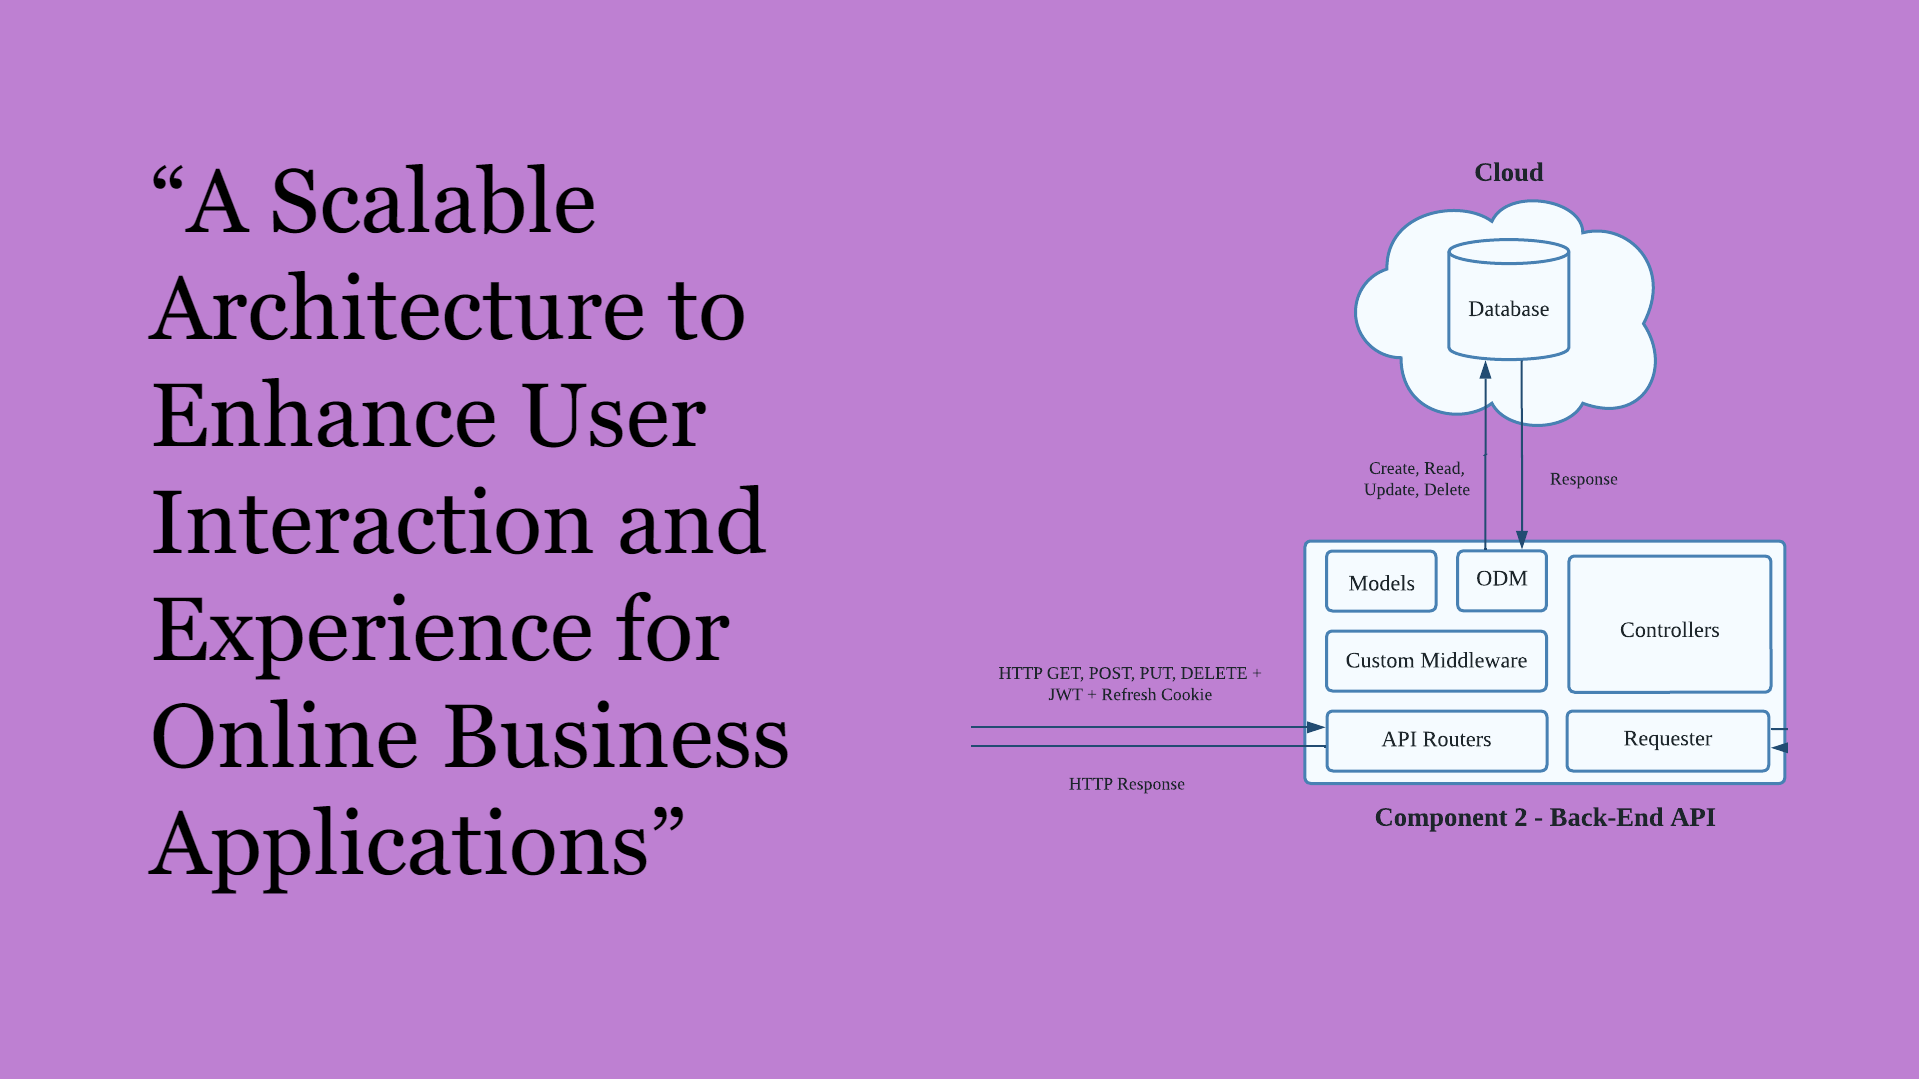 “A Scalable
Architecture to
Enhance User
Interaction and
Experience for
Online Business
Applications”
Cloud
Database
Create, Read,
Update, Delete
Response
Models
ODM
Controllers
Custom Middleware
HTTP GET, POST, PUT, DELETE +
JWT + Refresh Cookie
API Routers
Requester
HTTP Response
Component 2 - Back-End API